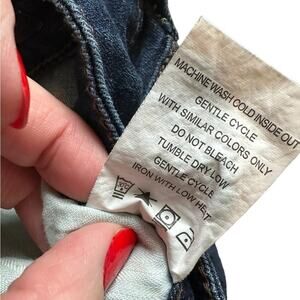 MACHINE WASH COLD INSIDE OUT
GENTLE CYCLE
WITH SIMILAR COLORS ONLY
DO NOT BLEACH
TUMBLE DRY LOW
GENTLE CYCLE
IRON WITH LOW HEAT